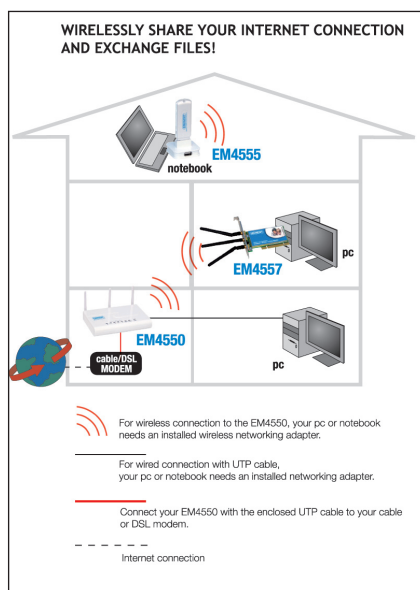 WIRELESSLY SHARE YOUR INTERNET CONNECTION
AND EXCHANGE FILES!
EM4555
notebook
pc
EM4557
EM4550
cable/DSL
MODEM
pc
For wireless connection to the EM4550, your pc or notebook
needs an installed wireless networking adapter.
For wired connection with UTP cable,
your pc or notebook needs an installed networking adapter.
Connect your EM4550 with the enclosed UTP cable to your cable
or DSL modem.
Internet connection